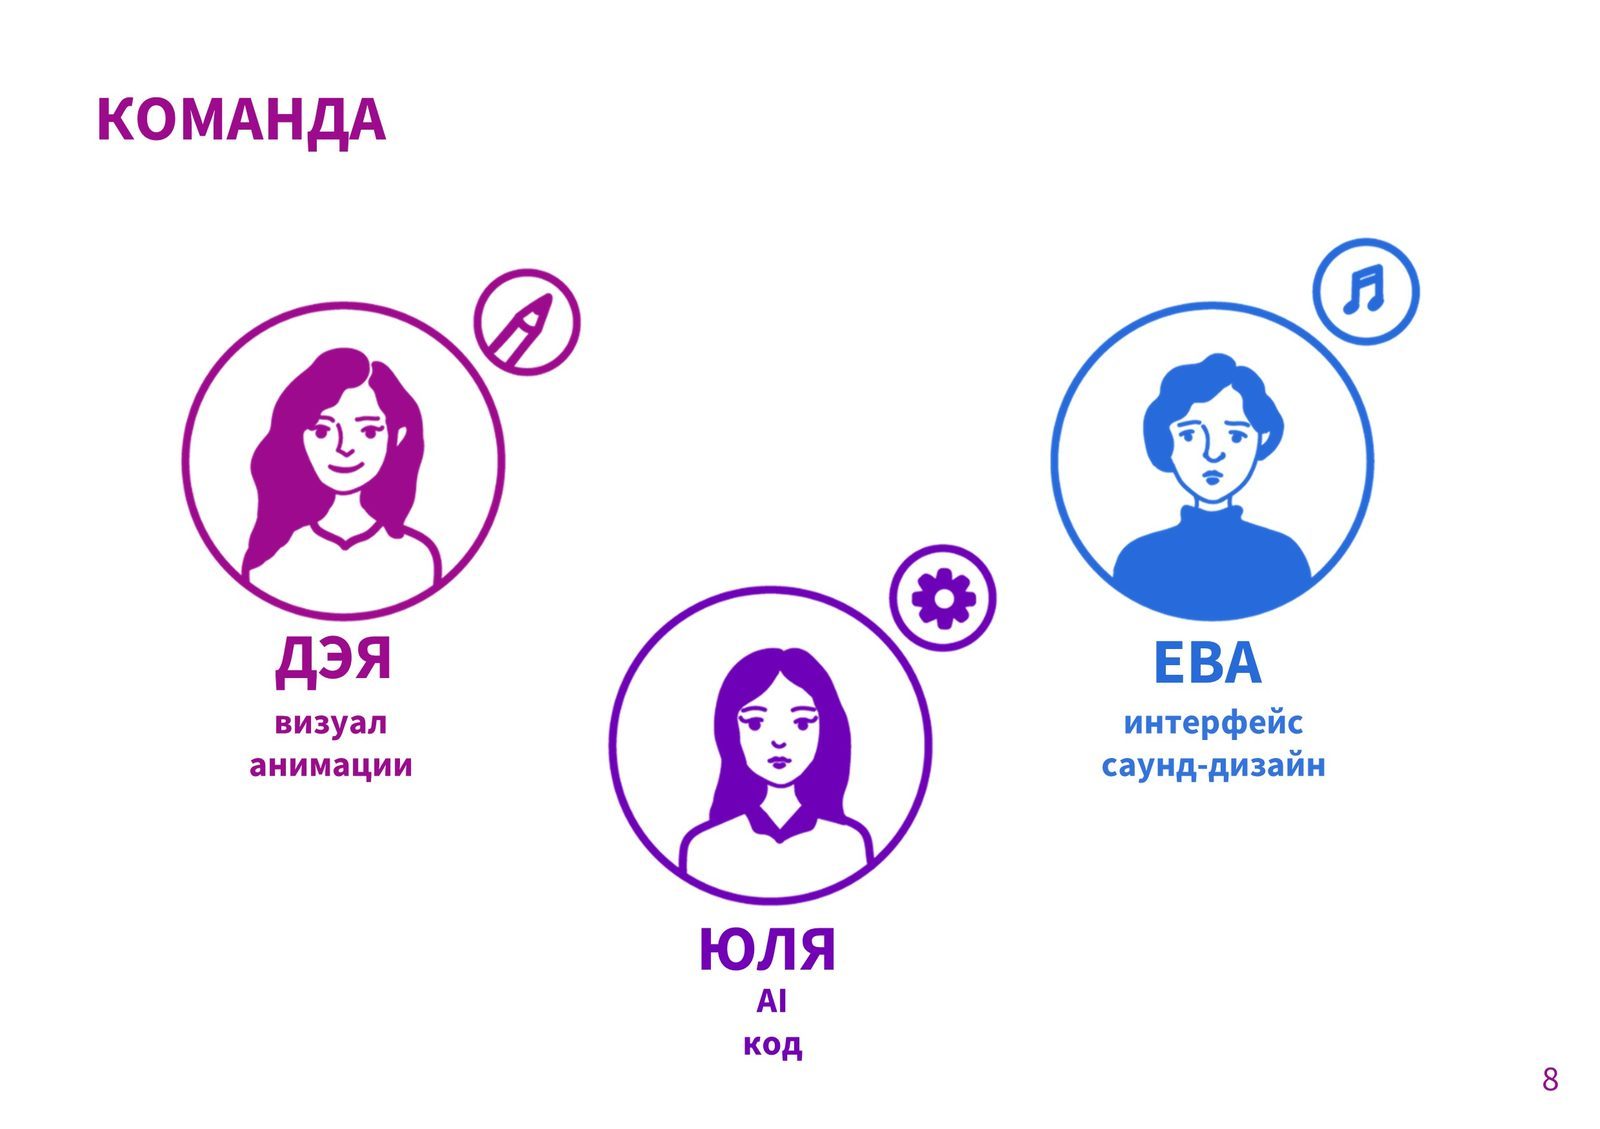 КОМАНДА
ДЭЯ
визуал
анимации
ЮЛЯ
AI
код
ЕВА
интерфейс
саунд-дизайн
8